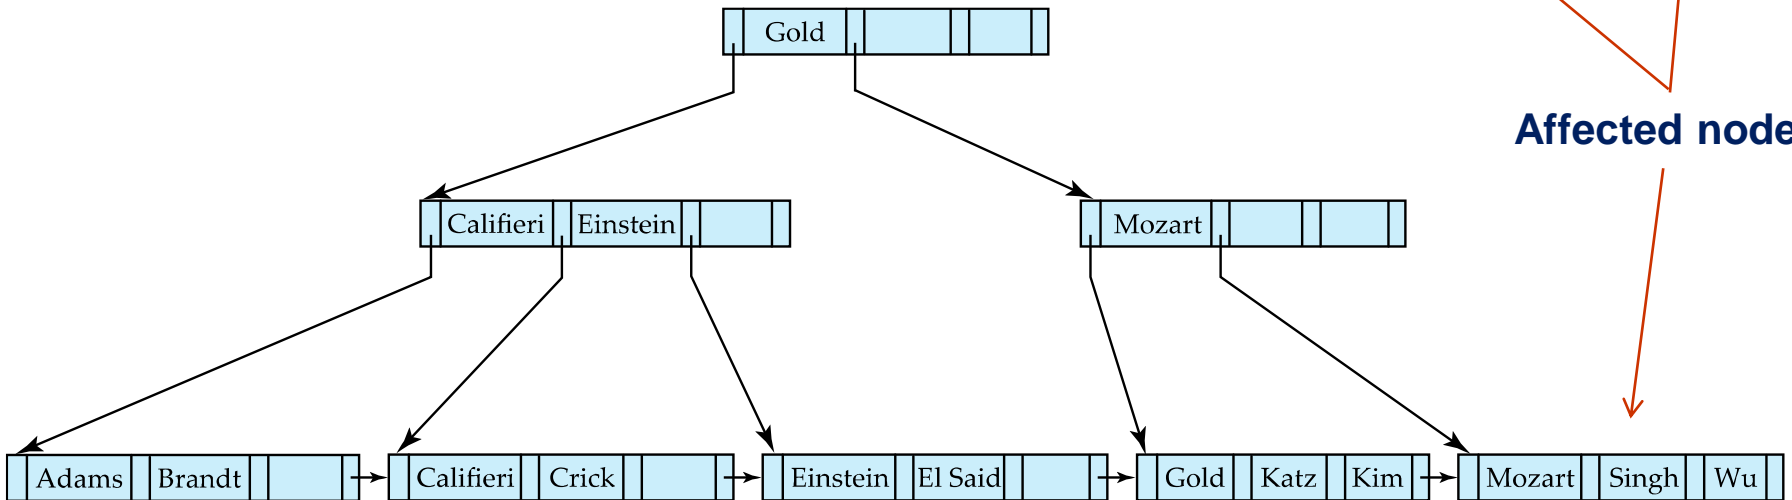 Gold
Affected node
Califieri Einstein Mozart
Adams Brandt Califieri Crick Einstein El Said Gold Katz Kim Mozart Singh Wu